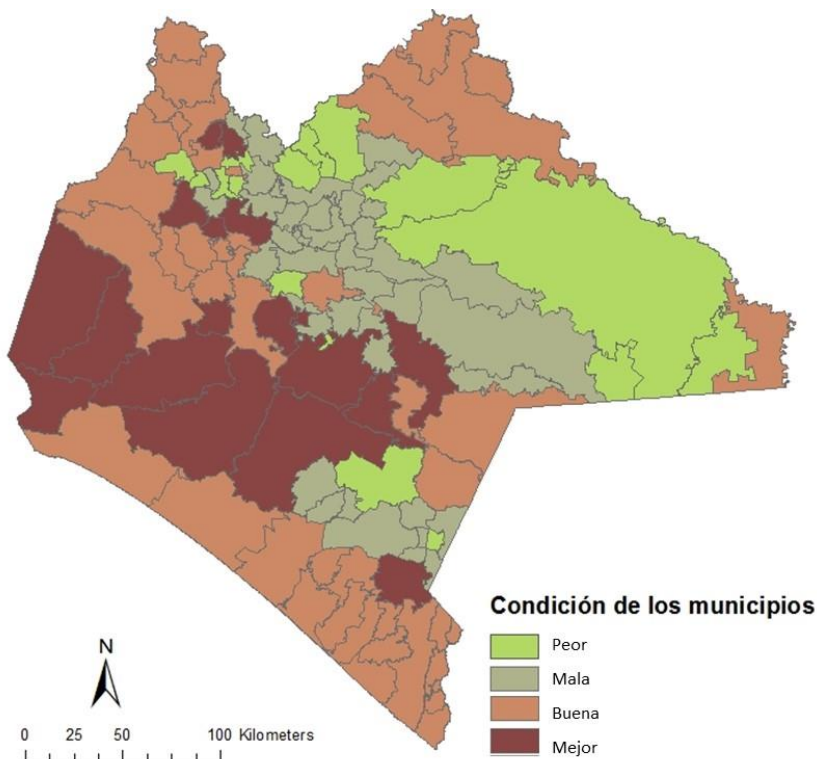 Condición de los municipios
Peor
Mala
Buena
Mejor
N
0 25 50 100 Kilometers